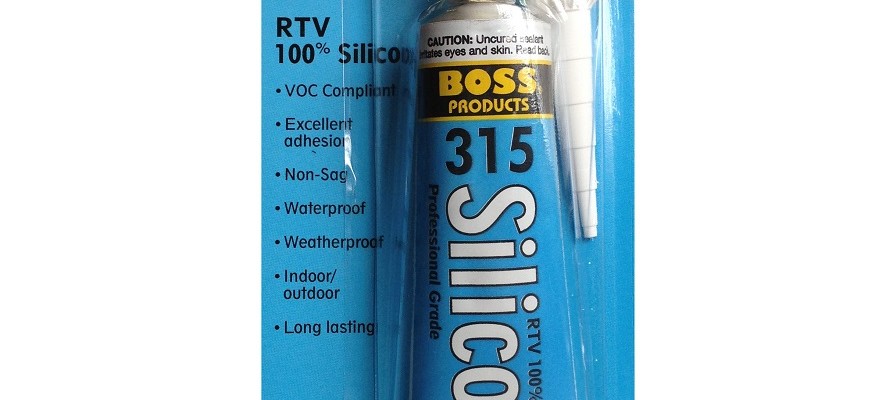 RTV
100% Silico
• VOC Compliant
• Excellent
adhesion
• Non-Sag
• Waterproof
• Weatherproof
• Indoor/
outdoor
• Long lasting
CAUTION: Uncured sealant
irritates eyes and skin. Read back.
BOSS
PRODUCTS
315
Silico
RTV 100%
Professional Grade